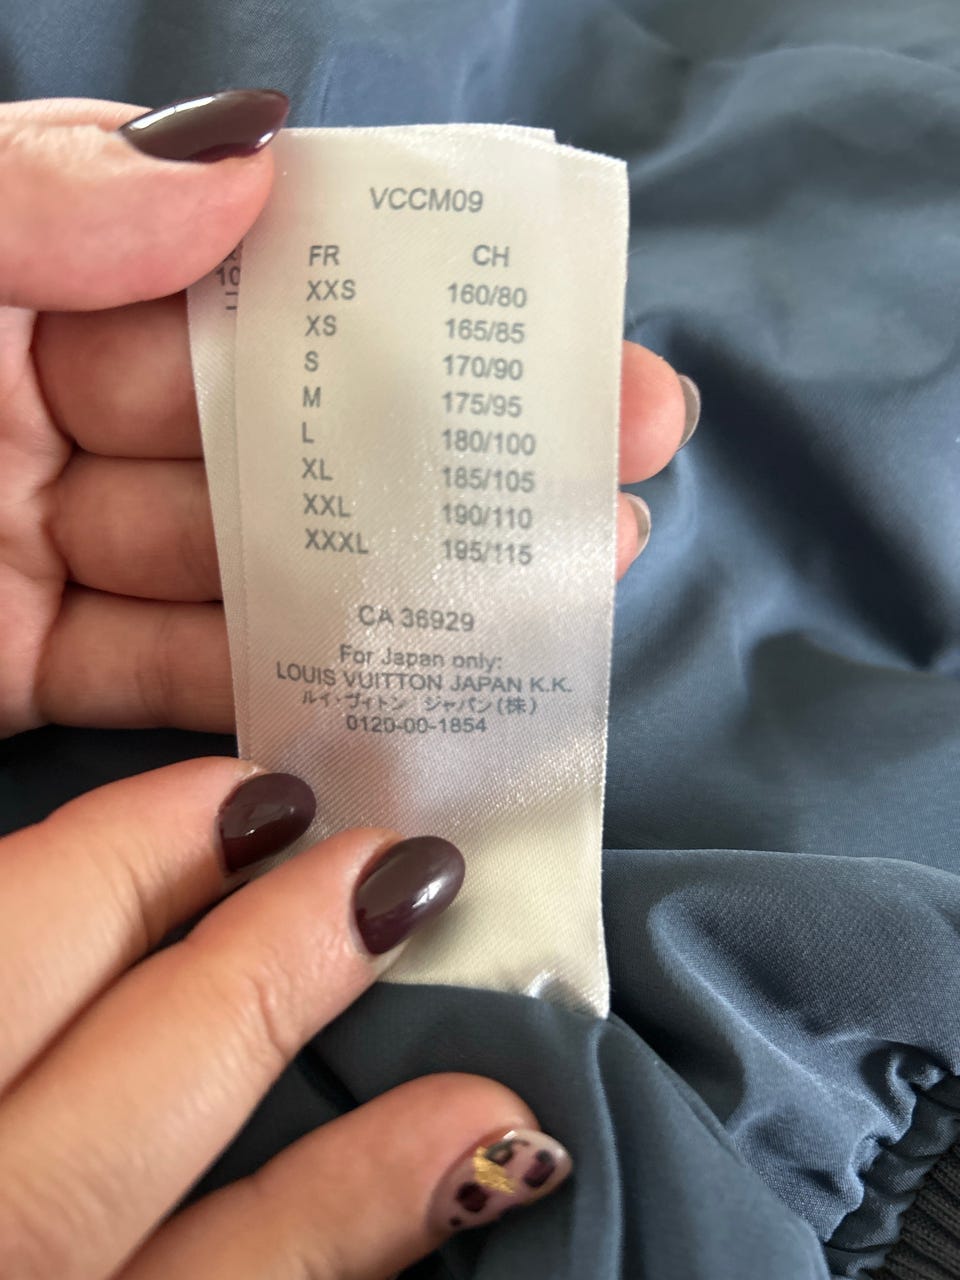 VCCM09
FR CH
XXS 160/80
XS 165/85
S 170/90
M 175/95
L 180/100
XL 185/105
XXL 190/110
XXXL 195/115
CA 36929
For Japan only:
LOUIS VUITTON JAPAN K.K.
ルイ・ヴィトン ジャパン(株)
0120-00-1854
10